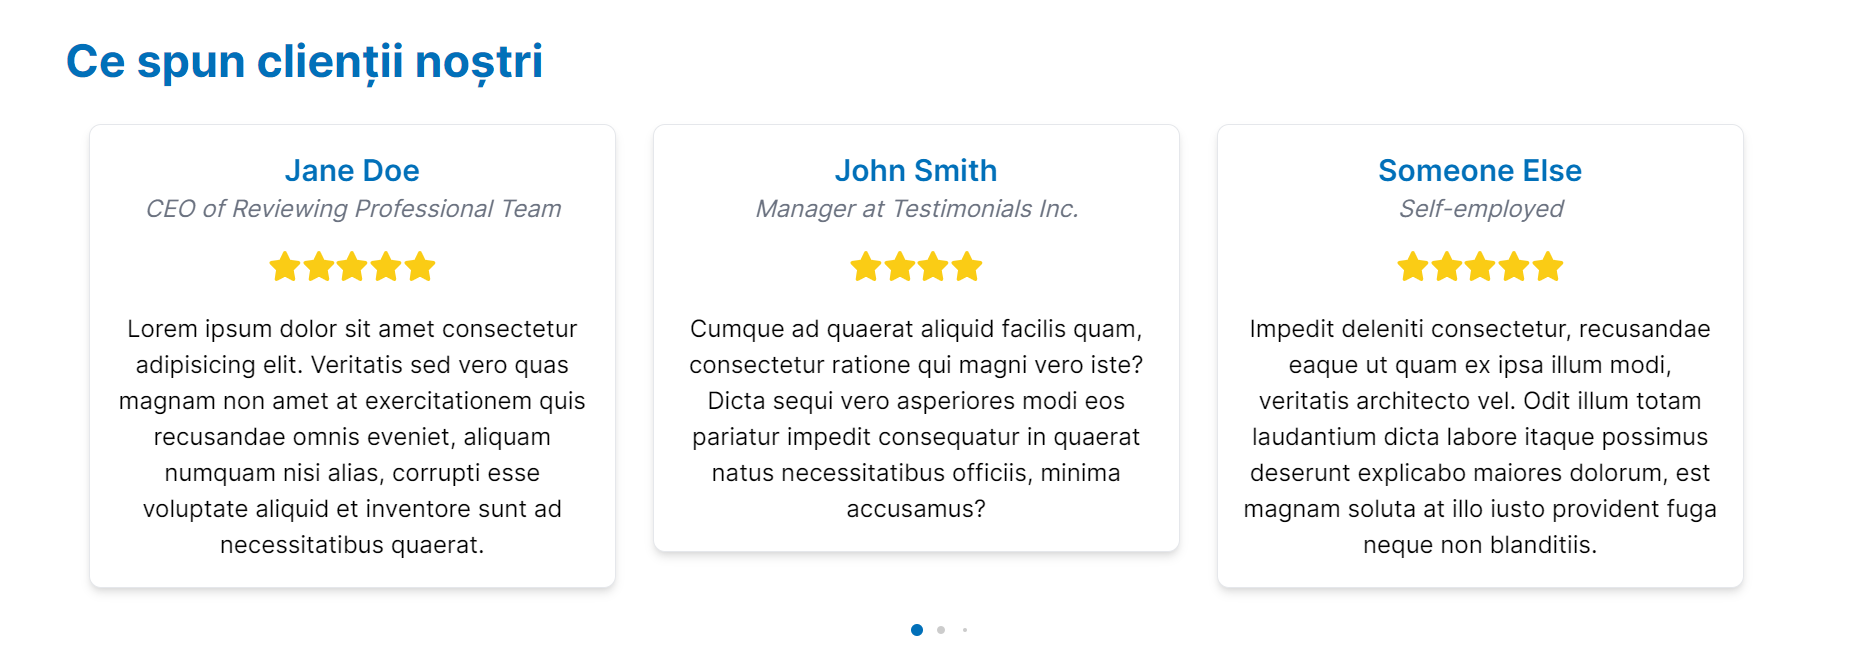 Ce spun clienții noștri
Jane Doe
CEO of Reviewing Professional Team
Lorem ipsum dolor sit amet consectetur
adipisicing elit. Veritatis sed vero quas
magnam non amet at exercitationem quis
recusandae omnis eveniet, aliquam
numquam nisi alias, corrupti esse
voluptate aliquid et inventore sunt ad
necessitatibus quaerat.
John Smith
Manager at Testimonials Inc.
Cumque ad quaerat aliquid facilis quam,
consectetur ratione qui magni vero iste?
Dicta sequi vero asperiores modi eos
pariatur impedit consequatur in quaerat
natus necessitatibus officiis, minima
accusamus?
Someone Else
Self-employed
Impedit deleniti consectetur, recusandae
eaque ut quam ex ipsa illum modi,
veritatis architecto vel. Odit illum totam
laudantium dicta labore itaque possimus
deserunt explicabo maiores dolorum, est
magnam soluta at illo iusto provident fuga
neque non blanditiis.